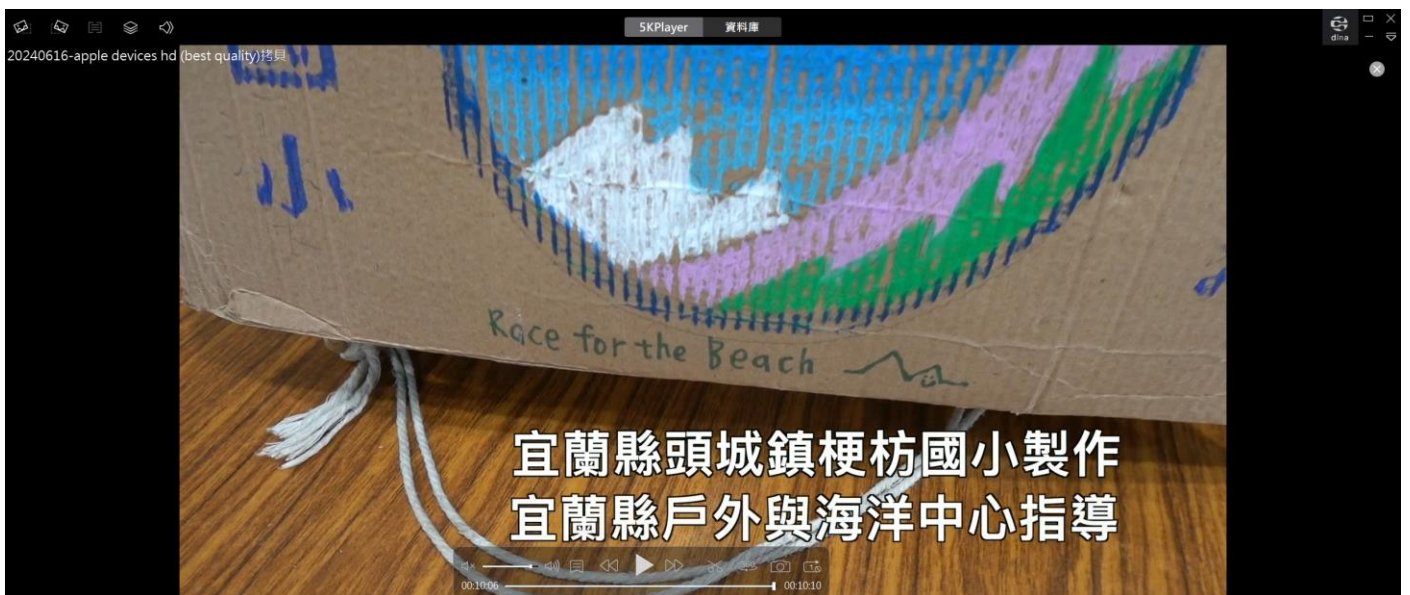 5KPlayer 資料庫
dina
20240616-apple devices hd (best quality)拷貝
小
Race for the Beach
宜蘭縣頭城鎮梗枋國小製作
宜蘭縣戶外與海洋中心指導
00:10:06 00:10:10